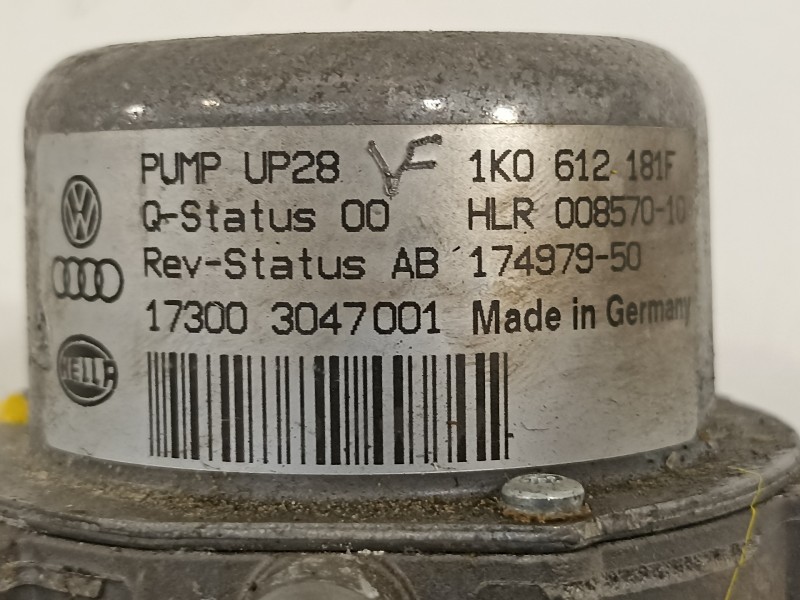 PUMP UP28 VF 1K0 612 181F
Q-Status 00 HLR 008570-10
Rev-Status AB 174979-50
17300 3047001 Made in Germany
HELLA